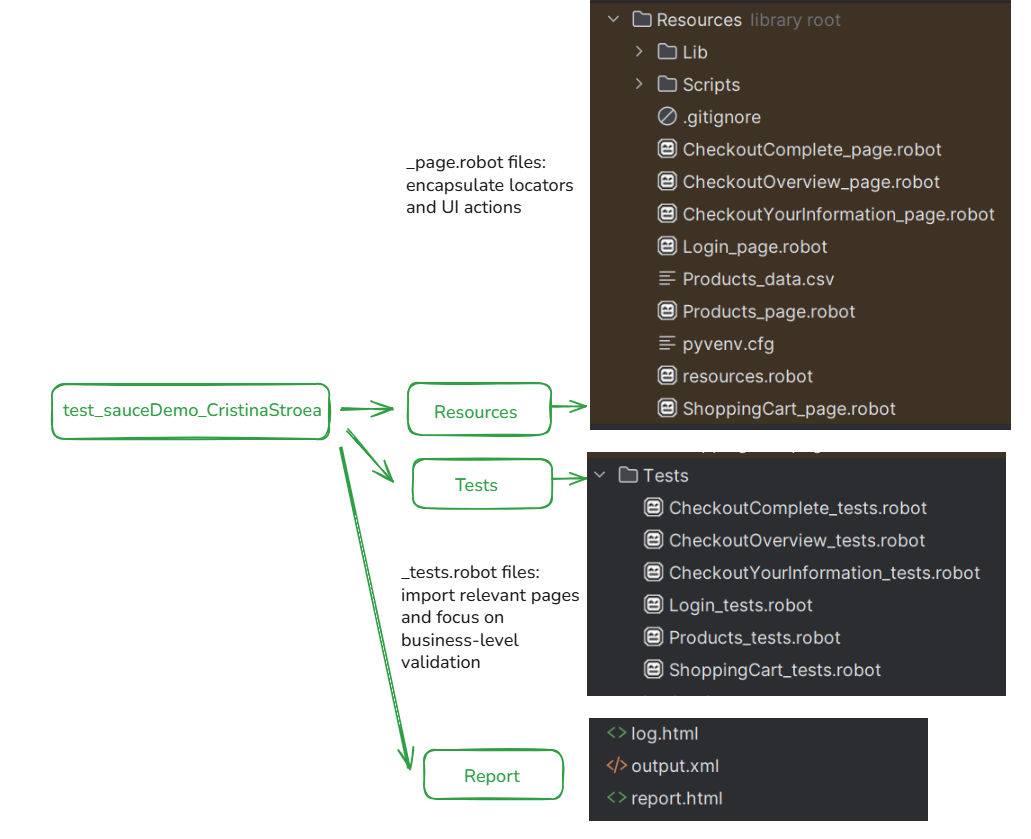 Resources library root
Lib
Scripts
.gitignore
CheckoutComplete_page.robot
CheckoutOverview_page.robot
CheckoutYourInformation_page.robot
Login_page.robot
Products_data.csv
Products_page.robot
pyvenv.cfg
resources.robot
ShoppingCart_page.robot
_page.robot files:
encapsulate locators
and UI actions
test_sauceDemo_CristinaStroea
Resources
Tests
Tests
CheckoutComplete_tests.robot
CheckoutOverview_tests.robot
CheckoutYourInformation_tests.robot
Login_tests.robot
Products_tests.robot
ShoppingCart_tests.robot
_tests.robot files:
import relevant pages
and focus on
business-level
validation
Report
log.html
output.xml
report.html